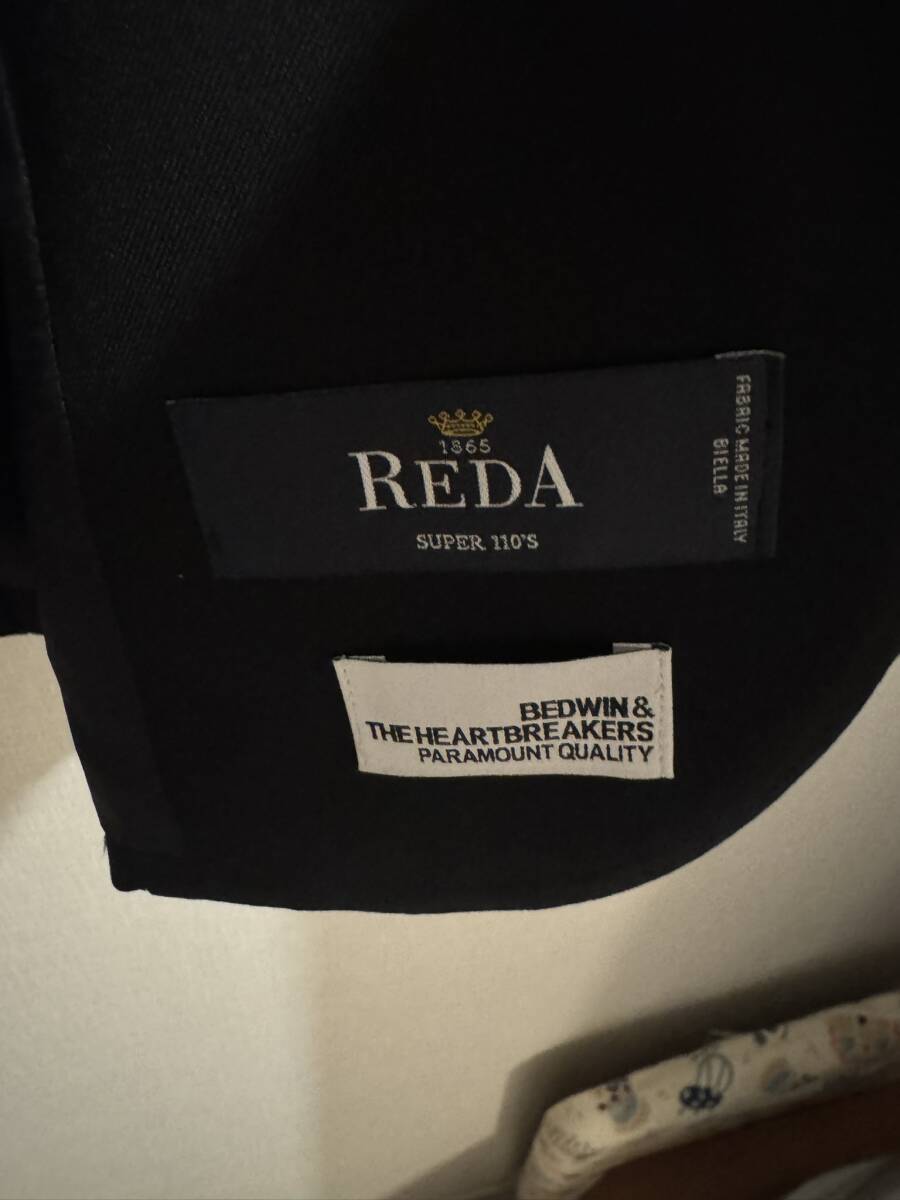 1865
REDA
SUPER 110'S
FABRIC MADE IN ITALY
BIELLA
BEDWIN &
THE HEARTBREAKERS
PARAMOUNT QUALITY